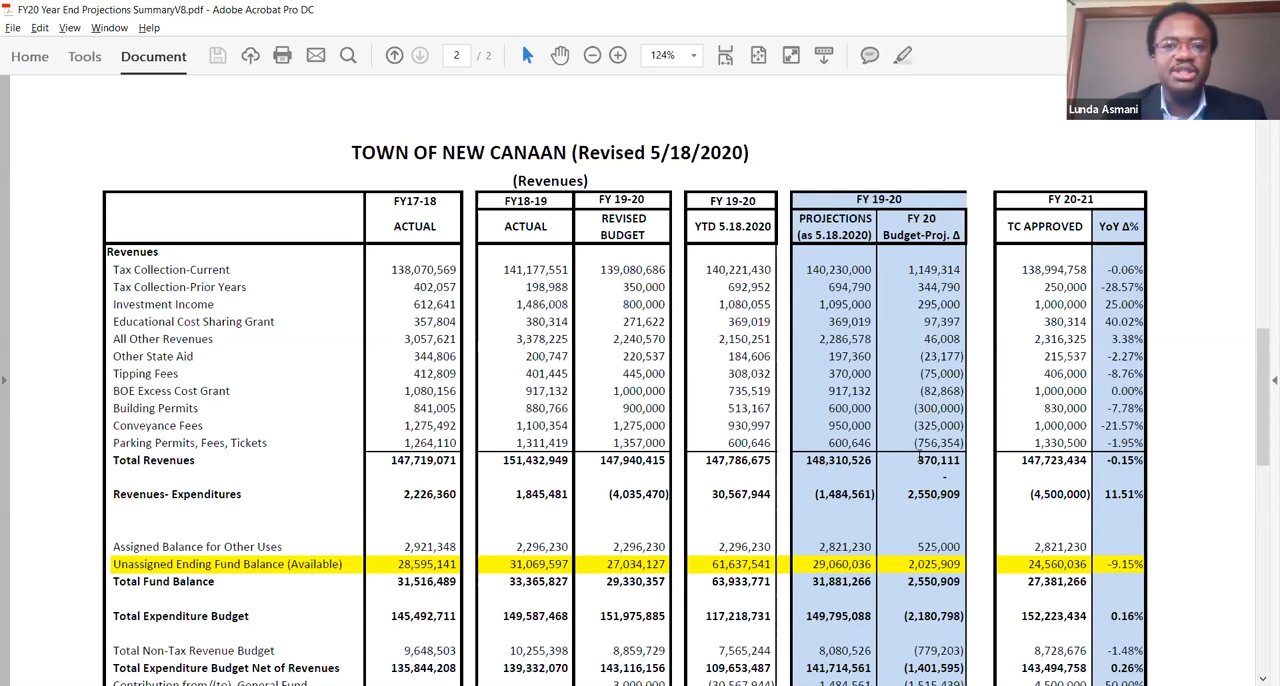 FY20 Year End Projections SummaryV8.pdf - Adobe Acrobat Pro DC
File Edit View Window Help
Home Tools Document 2 / 2 124%
Lunda Asmani
TOWN OF NEW CANAAN (Revised 5/18/2020)
(Revenues)
FY17-18 FY18-19 FY 19-20 FY 19-20 FY 19-20 FY 20-21
ACTUAL ACTUAL REVISED BUDGET YTD 5.18.2020 PROJECTIONS (as 5.18.2020) FY 20 Budget-Proj. Δ TC APPROVED YoY Δ%
Revenues
Tax Collection-Current 138,070,569 141,177,551 139,080,686 140,221,430 140,230,000 1,149,314 138,994,758 -0.06%
Tax Collection-Prior Years 402,057 198,988 350,000 692,952 694,790 344,790 250,000 -28.57%
Investment Income 612,641 1,486,008 800,000 1,080,055 1,095,000 295,000 1,000,000 25.00%
Educational Cost Sharing Grant 357,804 380,314 271,622 369,019 369,019 97,397 380,314 40.02%
All Other Revenues 3,057,621 3,378,225 2,240,570 2,150,251 2,286,578 46,008 2,316,325 3.38%
Other State Aid 344,806 200,747 220,537 184,606 197,360 (23,177) 215,537 -2.27%
Tipping Fees 412,809 401,445 445,000 308,032 370,000 (75,000) 406,000 -8.76%
BOE Excess Cost Grant 1,080,156 917,132 1,000,000 735,519 917,132 (82,868) 1,000,000 0.00%
Building Permits 841,005 880,766 900,000 513,167 600,000 (300,000) 830,000 -7.78%
Conveyance Fees 1,275,492 1,100,354 1,275,000 930,997 950,000 (325,000) 1,000,000 -21.57%
Parking Permits, Fees, Tickets 1,264,110 1,311,419 1,357,000 600,646 600,646 (756,354) 1,330,500 -1.95%
Total Revenues 147,719,071 151,432,949 147,940,415 147,786,675 148,310,526 370,111 147,723,434 -0.15%
-
Revenues- Expenditures 2,226,360 1,845,481 (4,035,470) 30,567,944 (1,484,561) 2,550,909 (4,500,000) 11.51%
Assigned Balance for Other Uses 2,921,348 2,296,230 2,296,230 2,296,230 2,821,230 525,000 2,821,230
Unassigned Ending Fund Balance (Available) 28,595,141 31,069,597 27,034,127 61,637,541 29,060,036 2,025,909 24,560,036 -9.15%
Total Fund Balance 31,516,489 33,365,827 29,330,357 63,933,771 31,881,266 2,550,909 27,381,266
Total Expenditure Budget 145,492,711 149,587,468 151,975,885 117,218,731 149,795,088 (2,180,798) 152,223,434 0.16%
Total Non-Tax Revenue Budget 9,648,503 10,255,398 8,859,729 7,565,244 8,080,526 (779,203) 8,728,676 -1.48%
Total Expenditure Budget Net of Revenues 135,844,208 139,332,070 143,116,156 109,653,487 141,714,561 (1,401,595) 143,494,758 0.26%
Contribution from/(to) General Fund 3,000,000 (30,567,944) 1,484,561 (1,515,439) 4,500,000 50.00%